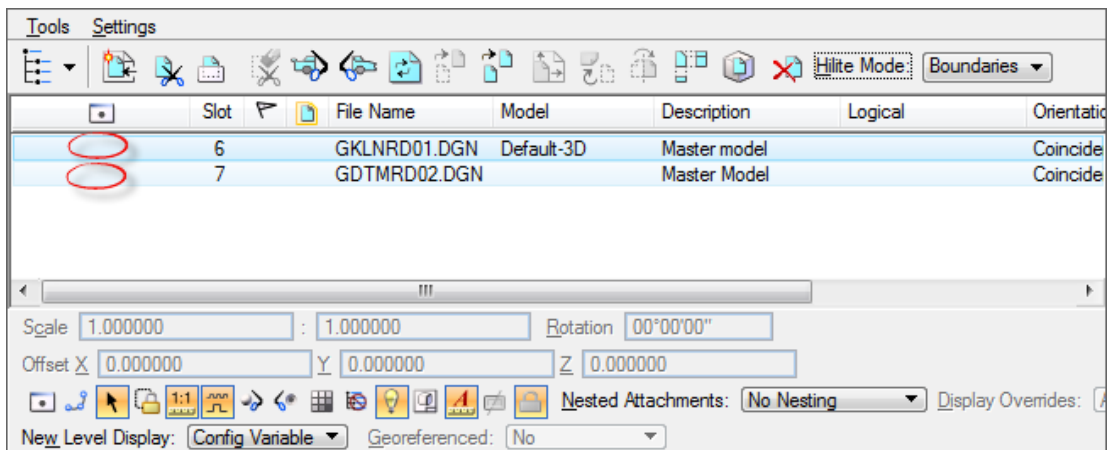 Tools Settings
Hilite Mode: Boundaries
Slot File Name Model Description Logical Orientatio
6 GKLNRD01.DGN Default-3D Master model Coincide
7 GDTMRD02.DGN Master Model Coincide
Scale 1.000000 : 1.000000 Rotation 00°00'00"
Offset X 0.000000 Y 0.000000 Z 0.000000
1:1 A Nested Attachments: No Nesting Display Overrides: A
New Level Display: Config Variable Georeferenced: No